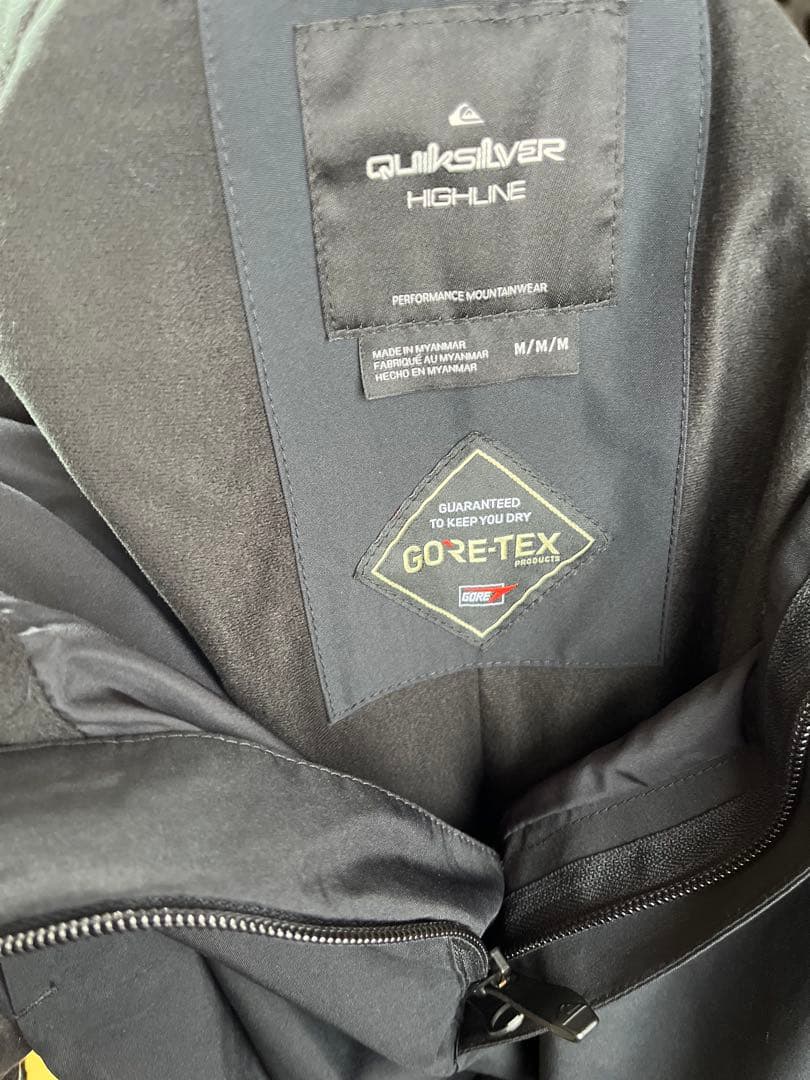 QUIKSILVER
HIGHLINE
PERFORMANCE MOUNTAINWEAR
MADE IN MYANMAR
FABRIQUÉ AU MYANMAR
HECHO EN MYANMAR
M/M/M
GUARANTEED
TO KEEP YOU DRY
GORE-TEX
PRODUCTS
GORE